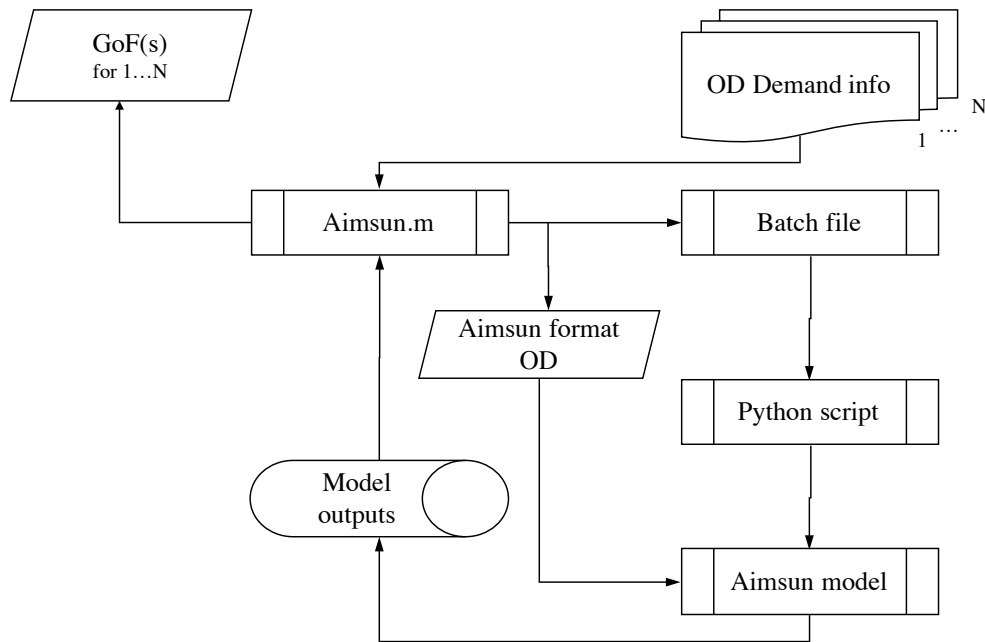 GoF(s)
for 1…N
OD Demand info
N
…
1
Aimsun.m
Batch file
Aimsun format
OD
Python script
Model
outputs
Aimsun model